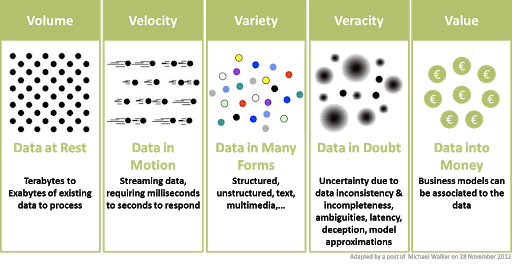 Volume
Data at Rest
Terabytes to
Exabytes of existing
data to process
Velocity
Data in
Motion
Streaming data,
requiring milliseconds
to seconds to respond
Variety
Data in Many
Forms
Structured,
unstructured, text,
multimedia,...
Veracity
Data in Doubt
Uncertainty due to
data inconsistency &
incompleteness,
ambiguities, latency,
deception, model
approximations
Value
€
€
€
€
€
€
€
€
Data into
Money
Business models can
be associated to the
data
Adapted by a post of Michael Walker on 28 November 2012